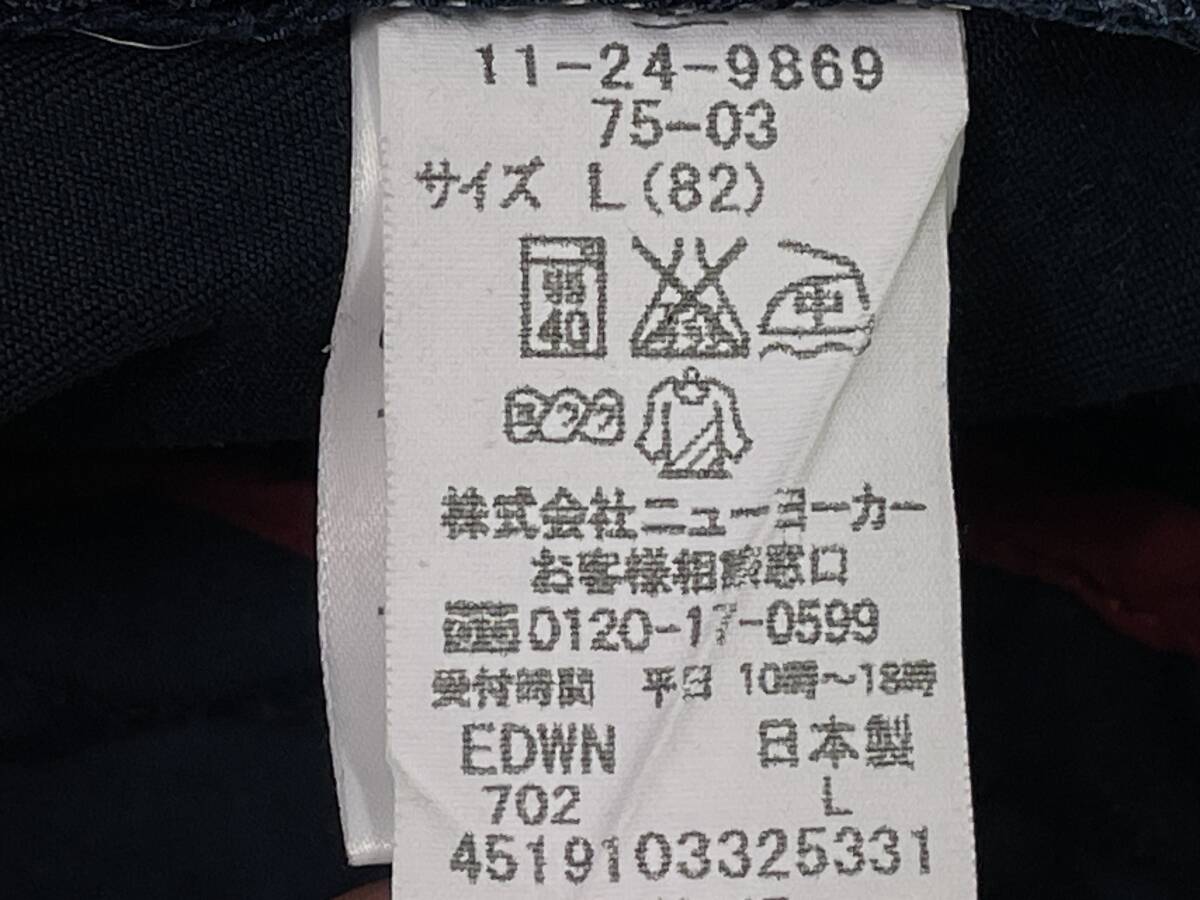 11-24-9869
75-03
サイズ L(82)
40 中
株式会社ニューヨーカー
お客様相談窓口
0120-17-0599
受付時間 平日 10時~18時
EDWN 日本製
702 L
4519103325331